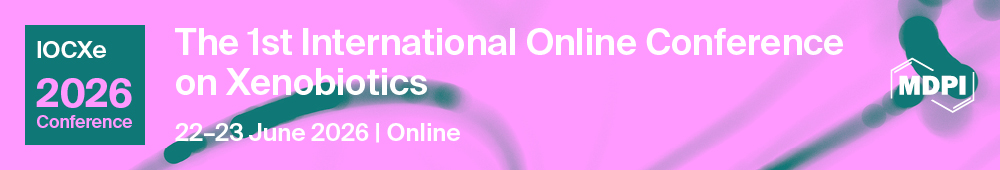 IOCXe
2026
Conference
The 1st International Online Conference
on Xenobiotics
22–23 June 2026 | Online
MDPI